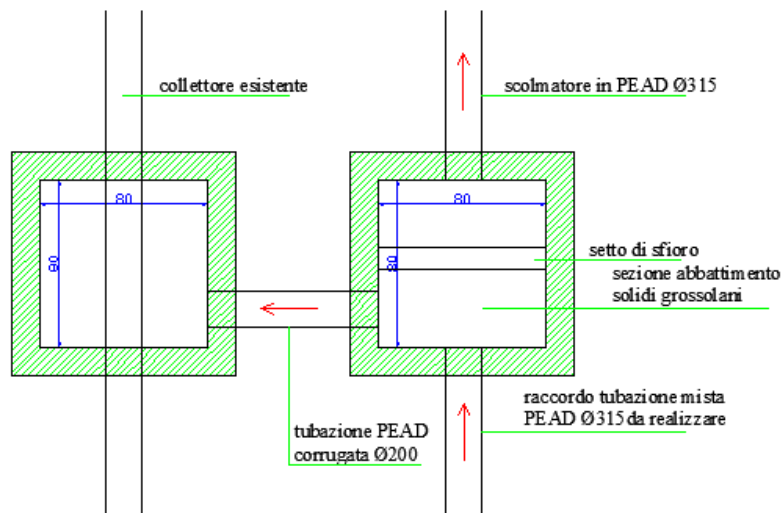 collettore esistente
scolmatore in PEAD Ø315
80
80
80
80
setto di sfioro
sezione abbattimento
solidi grossolani
raccordo tubazione mista
PEAD Ø315 da realizzare
tubazione PEAD
corrugata Ø200